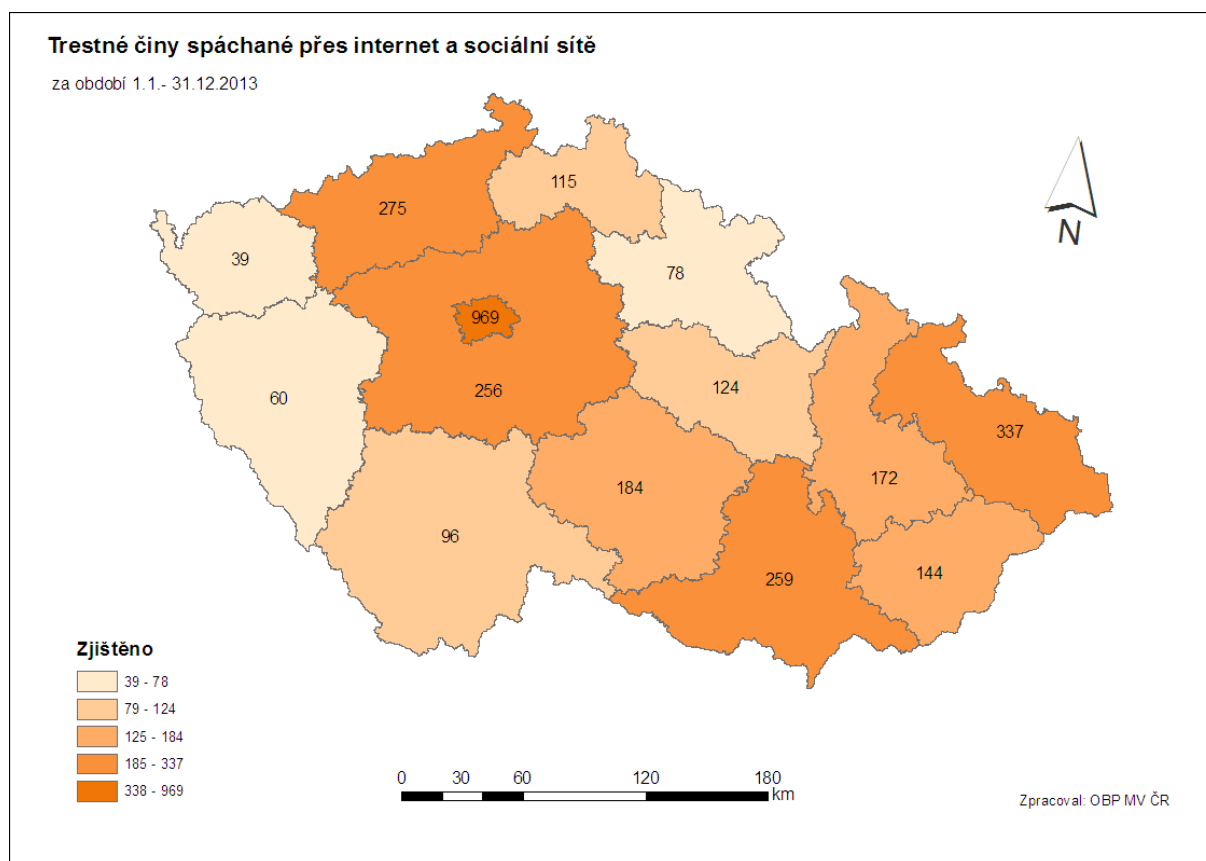 Trestné činy spáchané přes internet a sociální sítě
za období 1.1.- 31.12.2013
115
275
39
78
969
124
256
60
337
172
184
96
259
144
N
Zjištěno
39 - 78
79 - 124
125 - 184
185 - 337
338 - 969
0 30 60 120 180
km
Zpracoval: OBP MV ČR